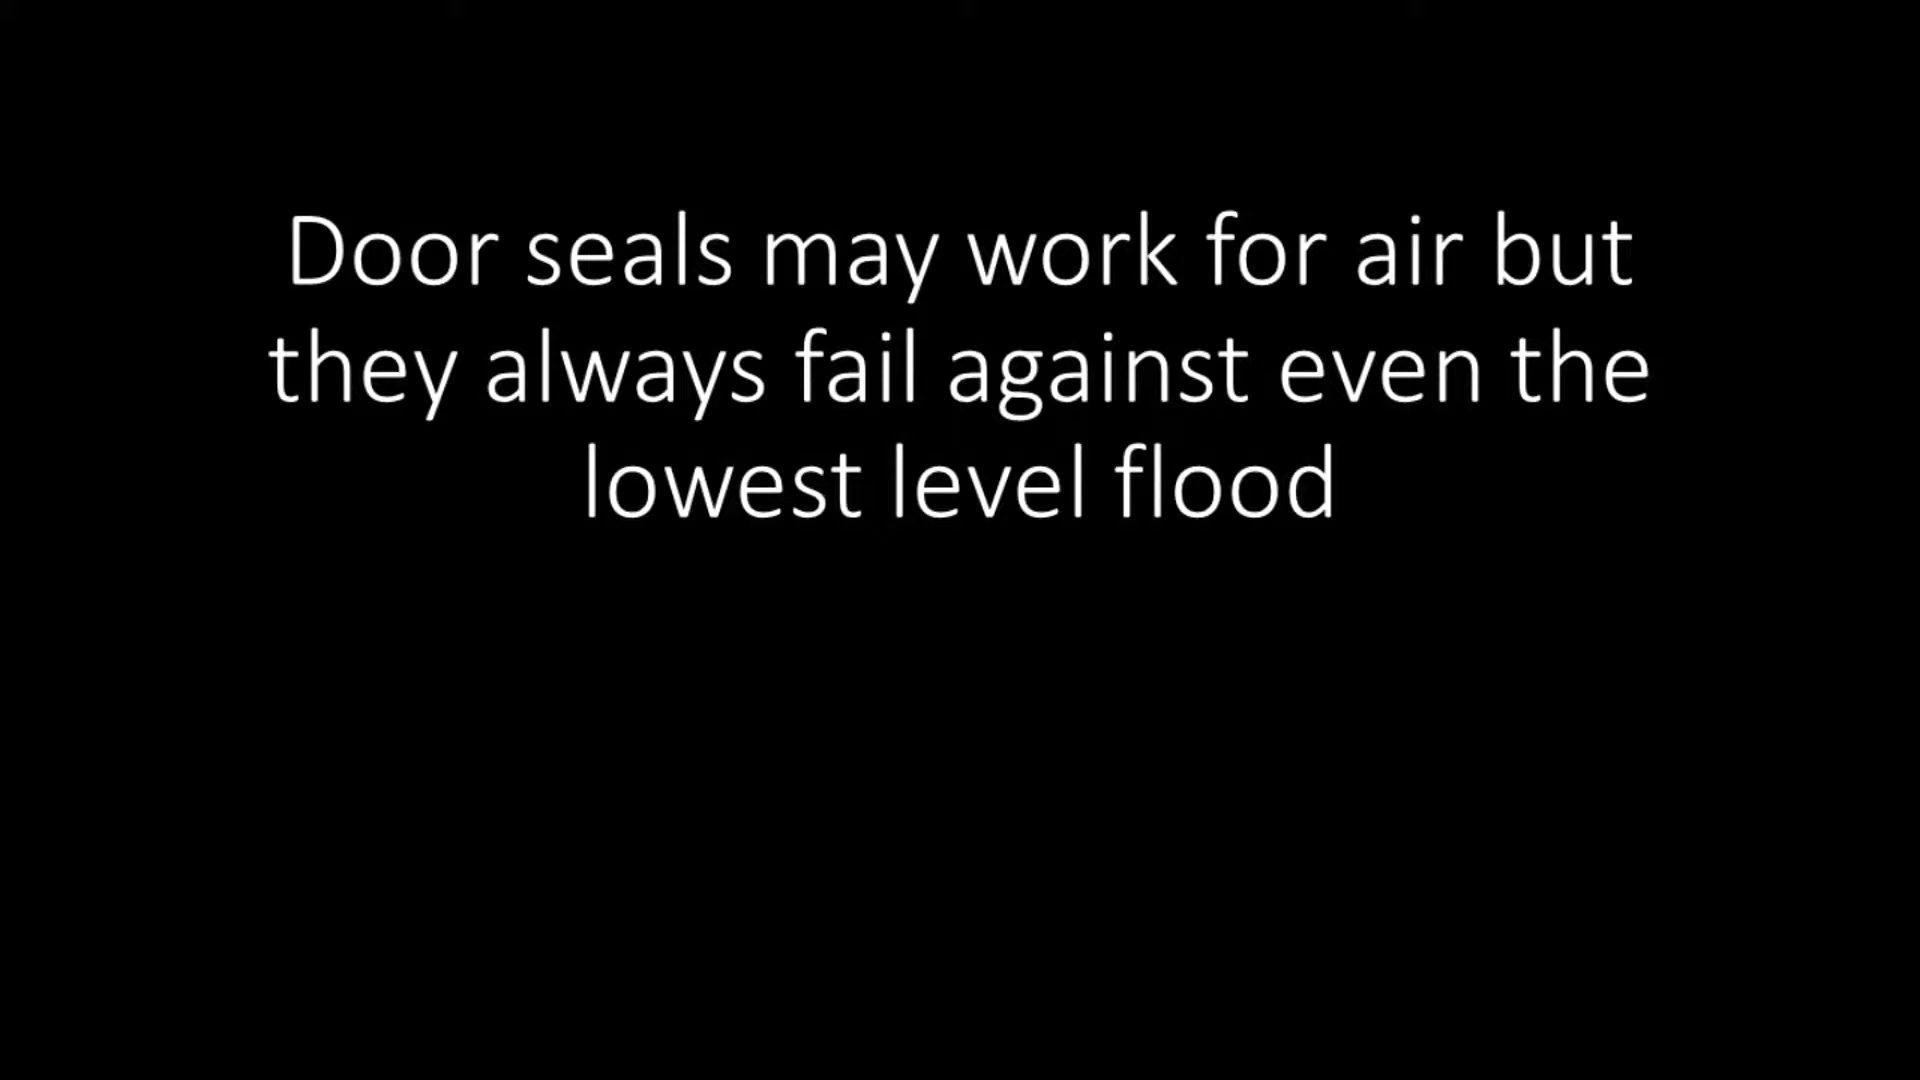 Door seals may work for air but
they always fail against even the
lowest level flood